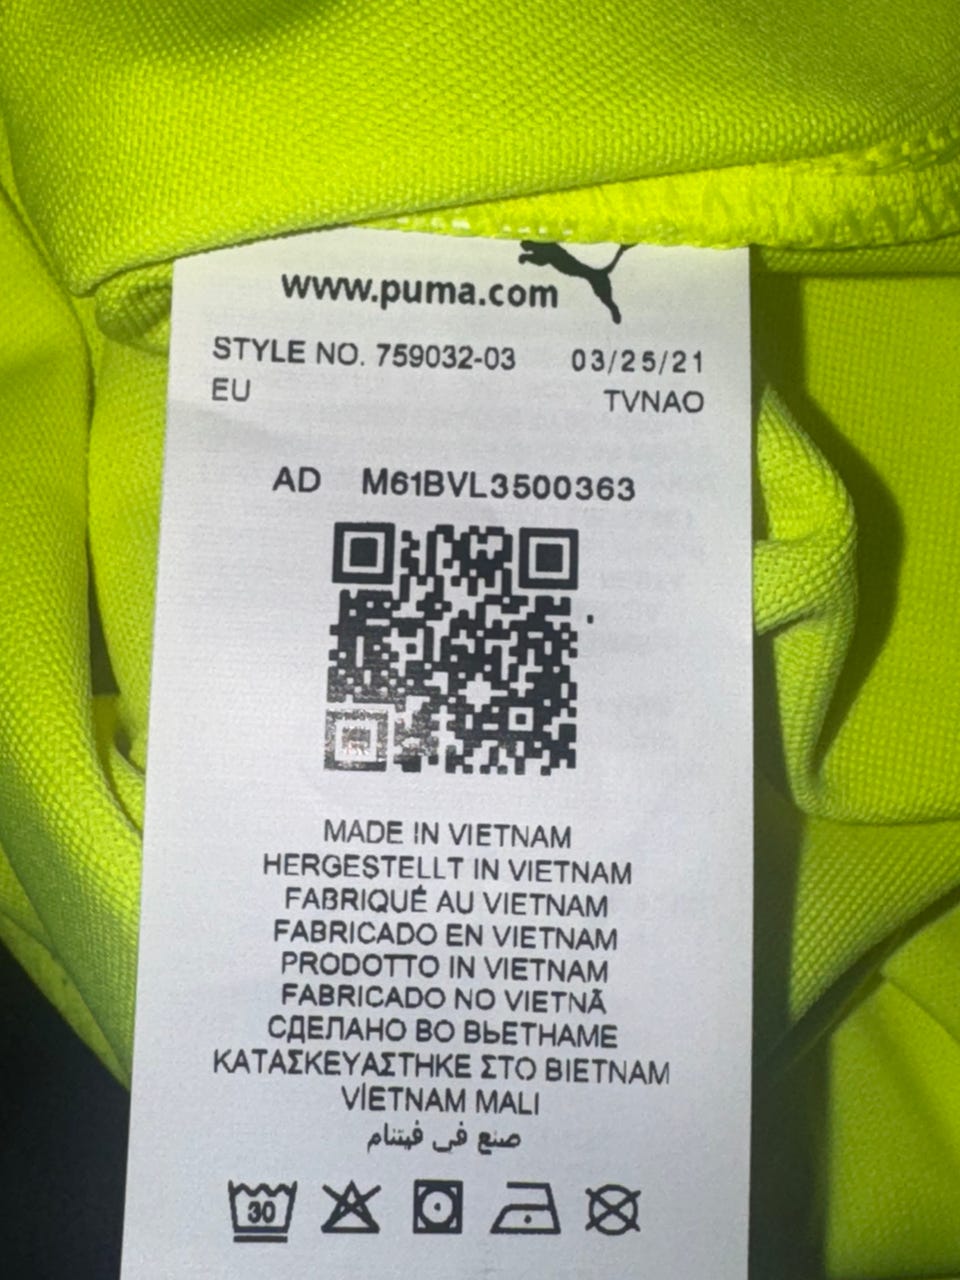 www.puma.com
STYLE NO. 759032-03 03/25/21
EU TVNAO
AD M61BVL3500363
MADE IN VIETNAM
HERGESTELLT IN VIETNAM
FABRIQUÉ AU VIETNAM
FABRICADO EN VIETNAM
PRODOTTO IN VIETNAM
FABRICADO NO VIETNÃ
СДЕЛАНО ВО ВЬЕТНАМЕ
ΚΑΤΑΣΚΕΥΑΣΤΗΚΕ ΣΤΟ ΒΙΕΤΝΑΜ
VİETNAM MALI
صنع في فيتنام
30